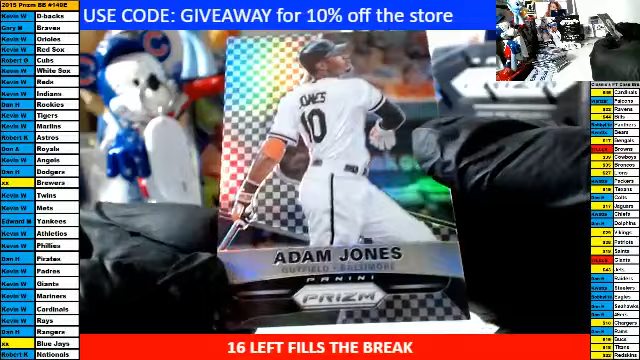 2015 Prizm BB #149E
Kevin W D-backs
Gary M Braves
Kevin W Orioles
Kevin W Red Sox
Robert G Cubs
Kevin W White Sox
Kevin W Reds
Kevin W Indians
Dan H Rockies
Kevin W Tigers
Kevin W Marlins
Robert K Astros
Dan A Royals
Kevin W Angels
Dan H Dodgers
xx Brewers
Kevin W Twins
Kevin W Mets
Edward M Yankees
Kevin W Athletics
Kevin W Phillies
Dan H Pirates
Kevin W Padres
Kevin W Giants
Kevin W Mariners
Kevin W Cardinals
Kevin W Rays
Dan H Rangers
xx Blue Jays
Robert K Nationals
USE CODE: GIVEAWAY for 10% off the store
JONES
10
ADAM JONES
OUTFIELD • BALTIMORE
PANINI
PRIZM
16 LEFT FILLS THE BREAK
Cardinals
Falcons
Ravens
Bills
Panthers
Bears
Bengals
Browns
Cowboys
Broncos
Lions
Packers
Texans
Colts
Jaguars
Chiefs
Dolphins
Vikings
Patriots
Saints
Giants
Jets
Raiders
Steelers
Eagles
Seahawks
49ers
Chargers
Rams
Bucs
Titans
Redskins